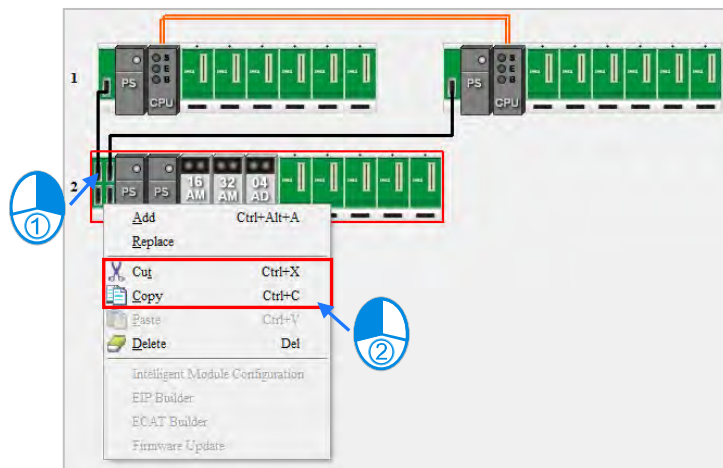 1
PS
S
E
B
CPU
PS
S
E
B
CPU
2
PS
PS
16
AM
32
AM
04
AD
①
Add Ctrl+Alt+A
Replace
Cut Ctrl+X
Copy Ctrl+C
Paste Ctrl+V
Delete Del
Intelligent Module Configuration
EIP Builder
ECAT Builder
Firmware Update
②